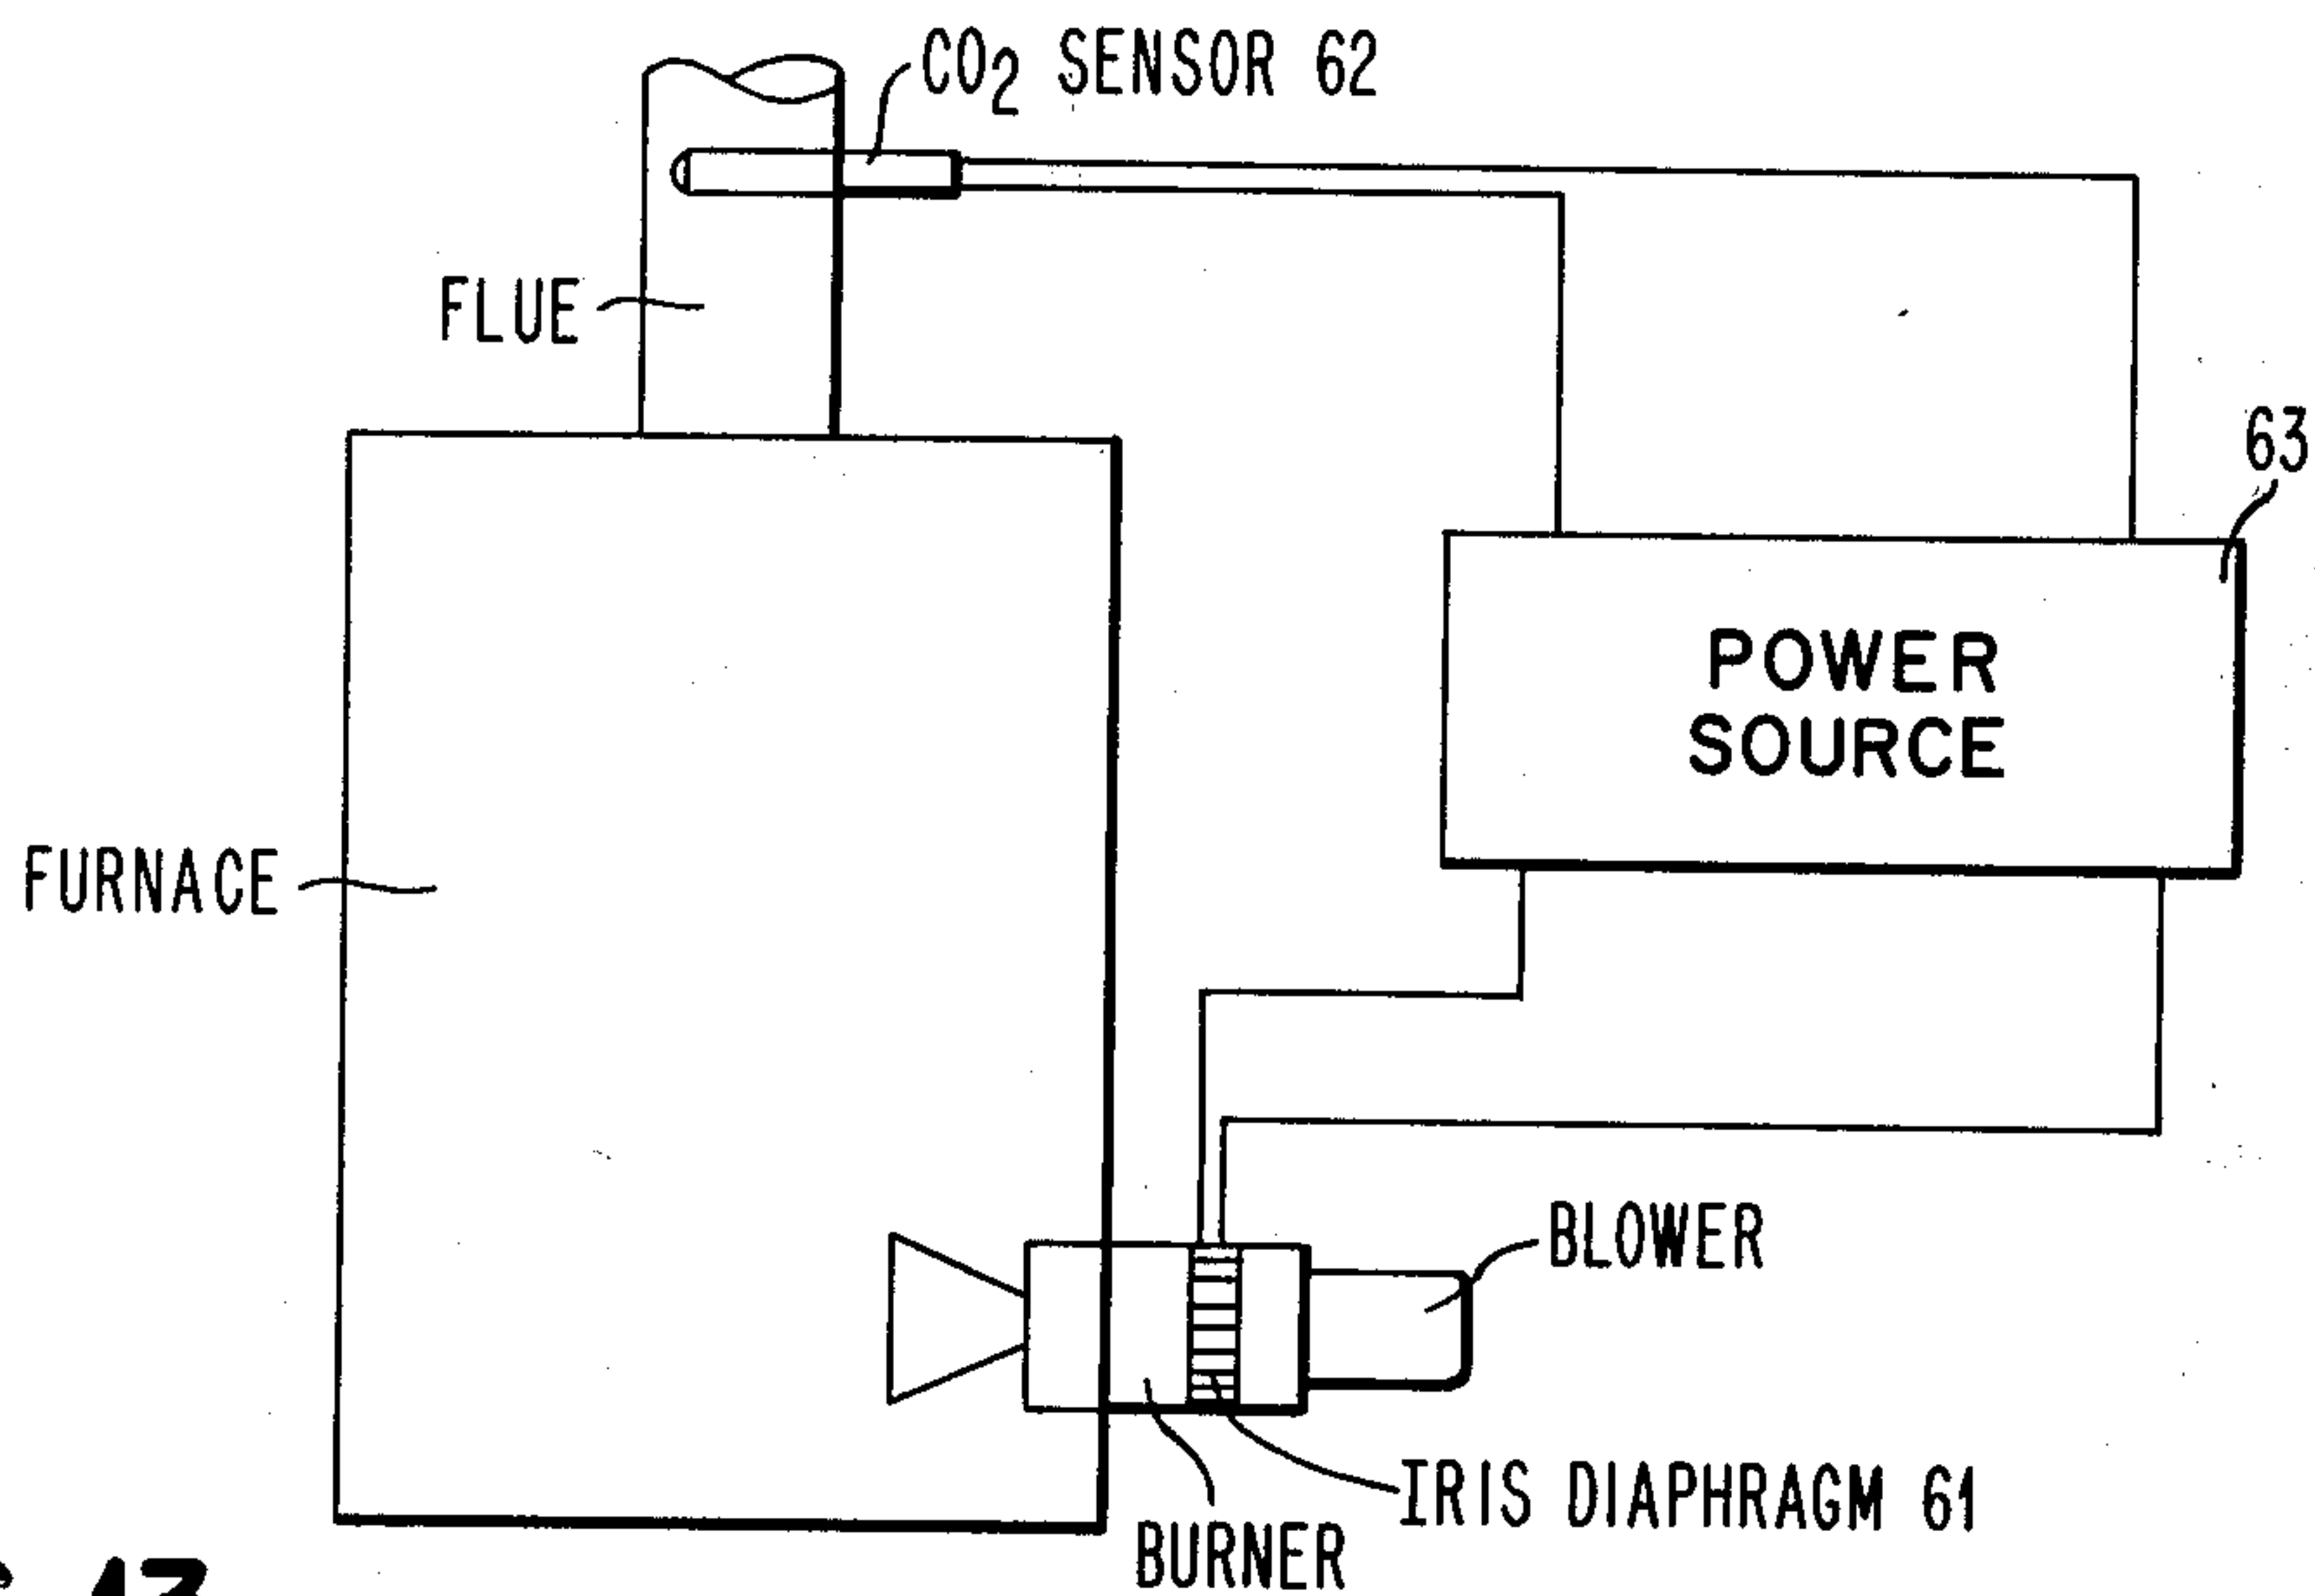 CO2 SENSOR 62
FLUE
63
POWER
SOURCE
FURNACE
BLOWER
IRIS DIAPHRAGM 61
BURNER